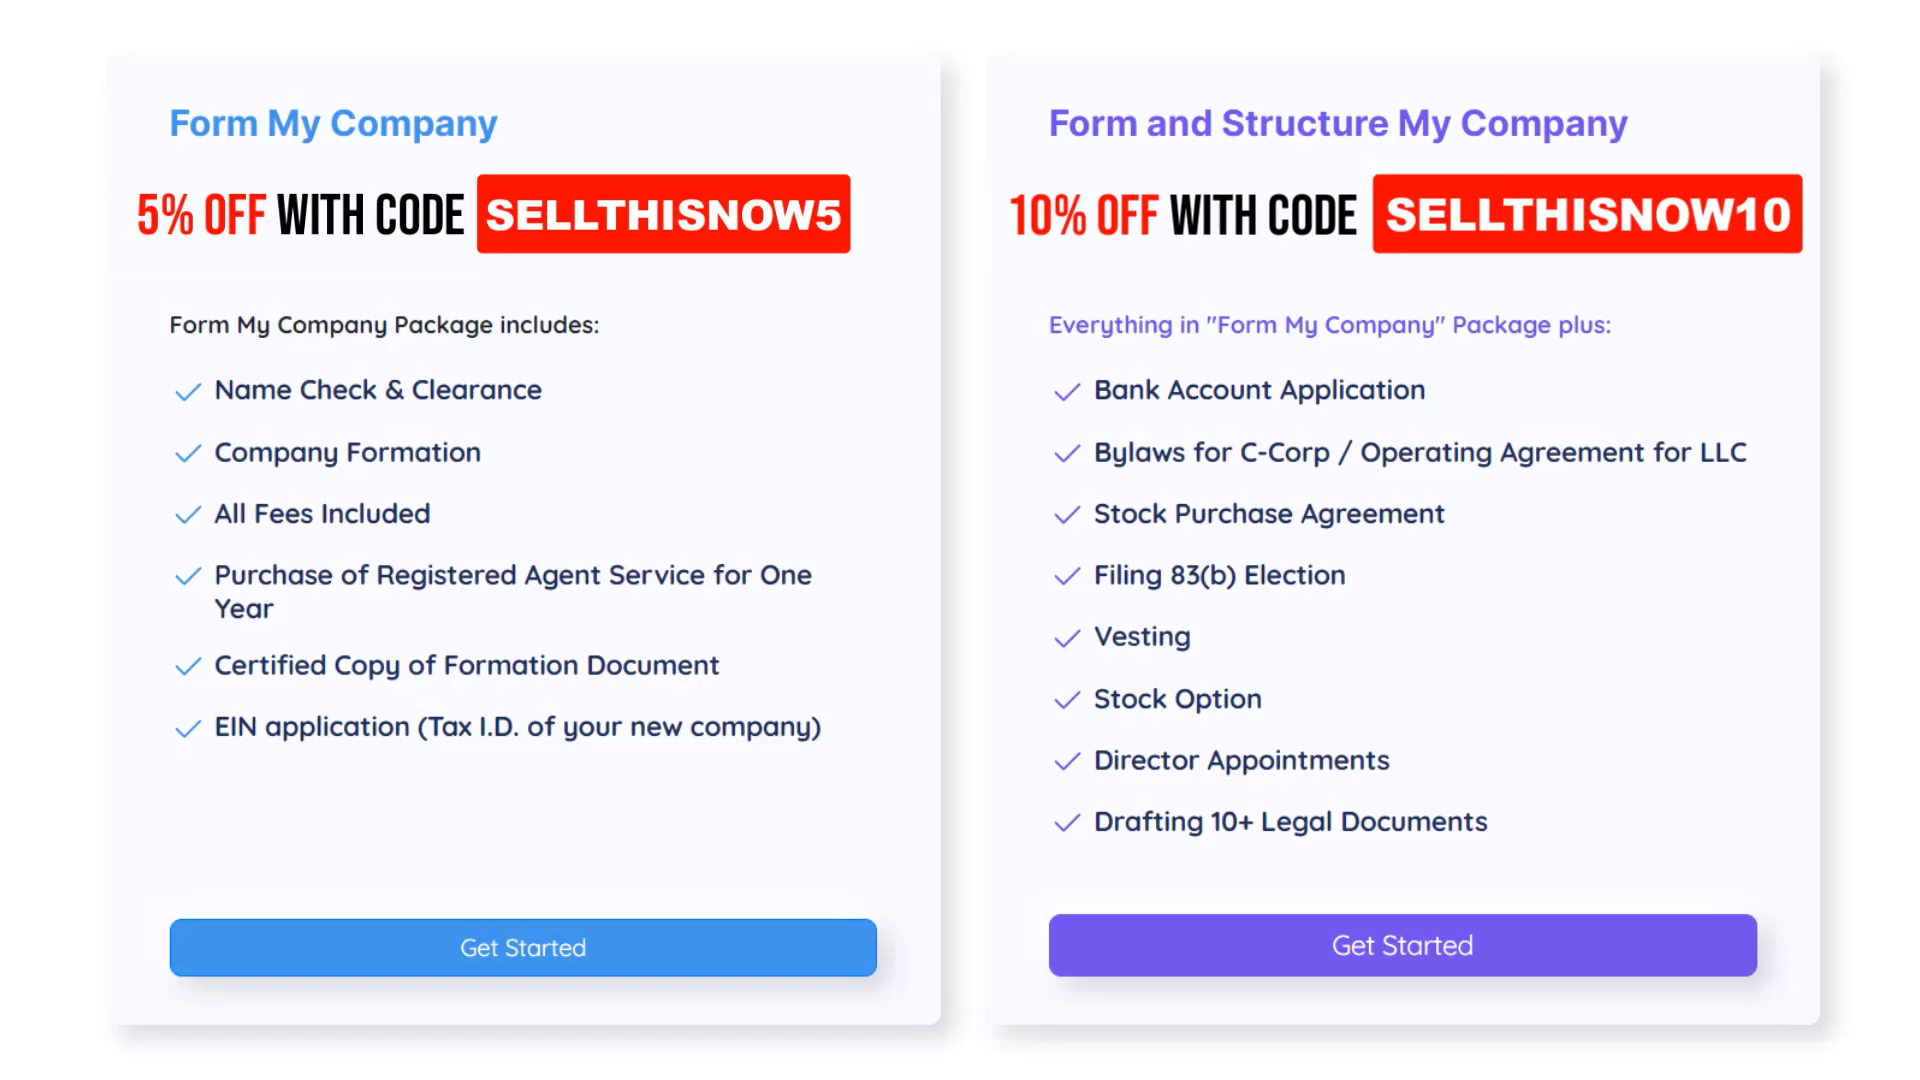 Form My Company
5% OFF WITH CODE SELLTHISNOW5
Form My Company Package includes:
Name Check & Clearance
Company Formation
All Fees Included
Purchase of Registered Agent Service for One
Year
Certified Copy of Formation Document
EIN application (Tax I.D. of your new company)
Get Started
Form and Structure My Company
10% OFF WITH CODE SELLTHISNOW10
Everything in "Form My Company" Package plus:
Bank Account Application
Bylaws for C-Corp / Operating Agreement for LLC
Stock Purchase Agreement
Filing 83(b) Election
Vesting
Stock Option
Director Appointments
Drafting 10+ Legal Documents
Get Started